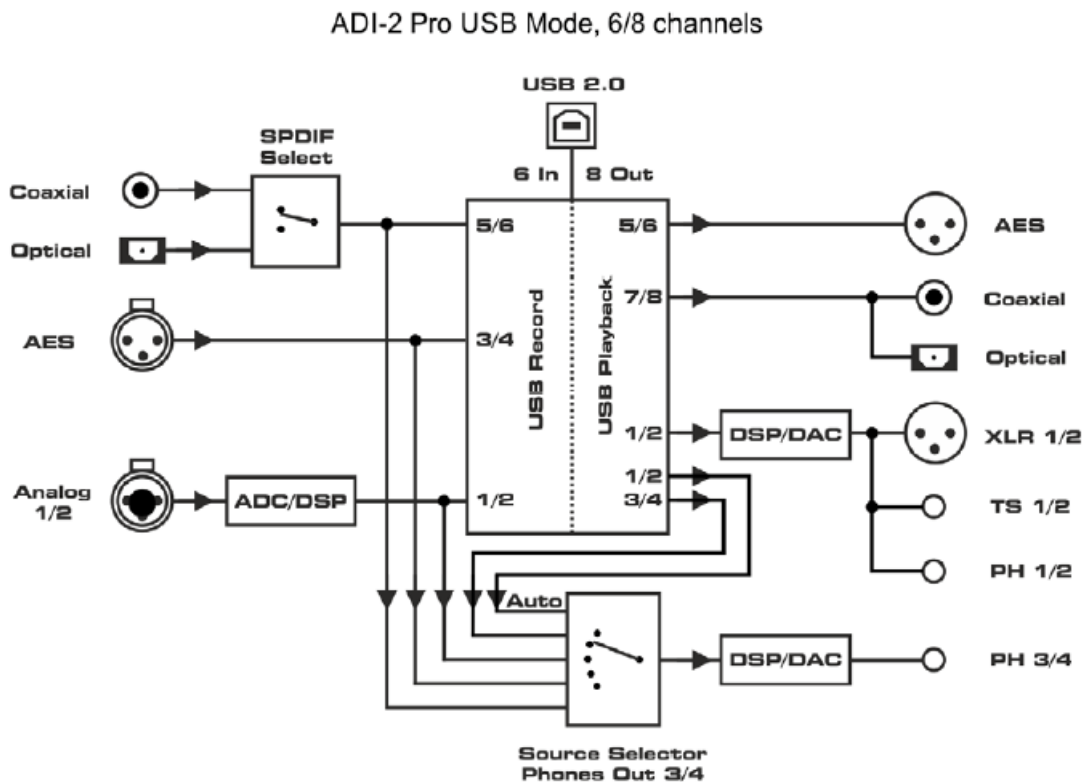 ADI-2 Pro USB Mode, 6/8 channels
USB 2.0
SPDIF
Select
6 In
8 Out
Coaxial
Optical
5/6
5/6
AES
7/8
Coaxial
AES
3/4
Optical
USB Record
USB Playback
1/2
DSP/DAC
XLR 1/2
1/2
Analog
1/2
ADC/DSP
1/2
3/4
TS 1/2
PH 1/2
Auto
DSP/DAC
PH 3/4
Source Selector
Phones Out 3/4